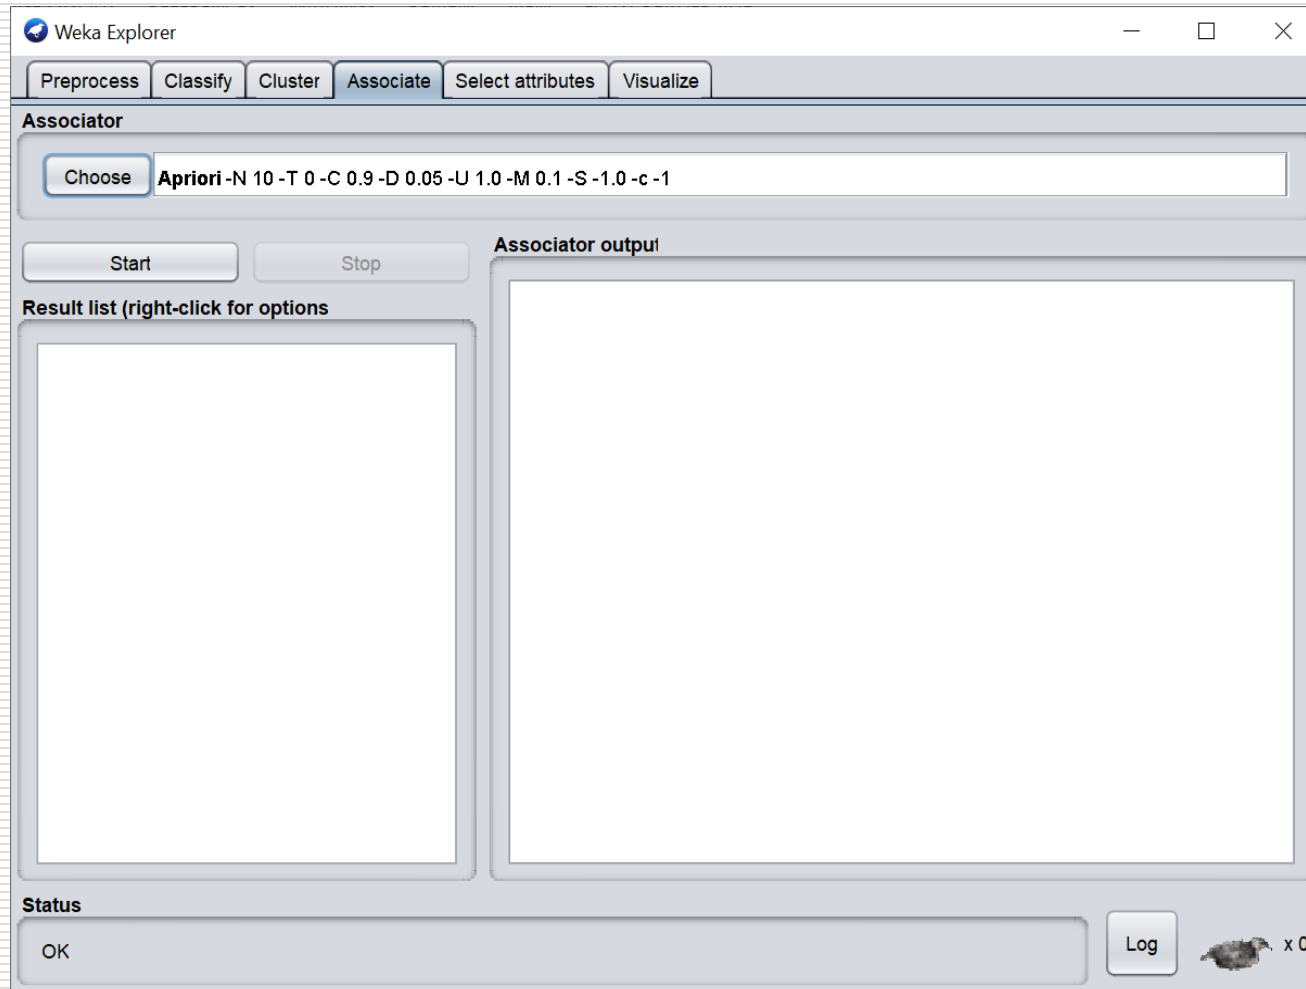 Weka Explorer
Preprocess Classify Cluster Associate Select attributes Visualize
Associator
Choose Apriori -N 10 -T 0 -C 0.9 -D 0.05 -U 1.0 -M 0.1 -S -1.0 -c -1
Start Stop
Associator output
Result list (right-click for options
Status
OK
Log x 0